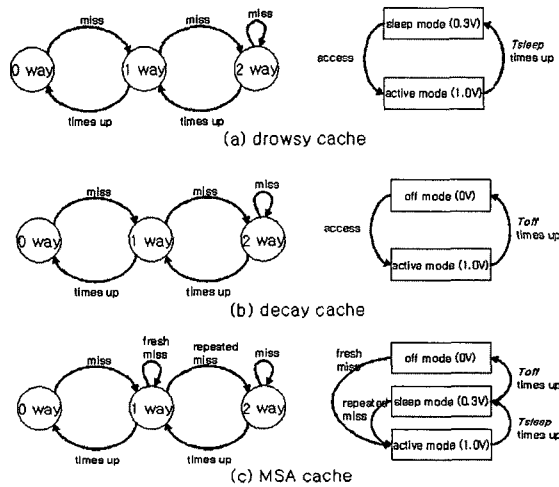 miss
miss
miss
0 way
1 way
2 way
times up
times up
sleep mode (0.3V)
access
Tsleep
times up
active mode (1.0V)
(a) drowsy cache
miss
miss
miss
0 way
1 way
2 way
times up
times up
off mode (0V)
access
Toff
times up
active mode (1.0V)
(b) decay cache
miss
fresh
miss
repeated
miss
miss
0 way
1 way
2 way
times up
times up
fresh
miss
off mode (0V)
Toff
times up
repeated
miss
sleep mode (0.3V)
Tsleep
times up
active mode (1.0V)
(c) MSA cache